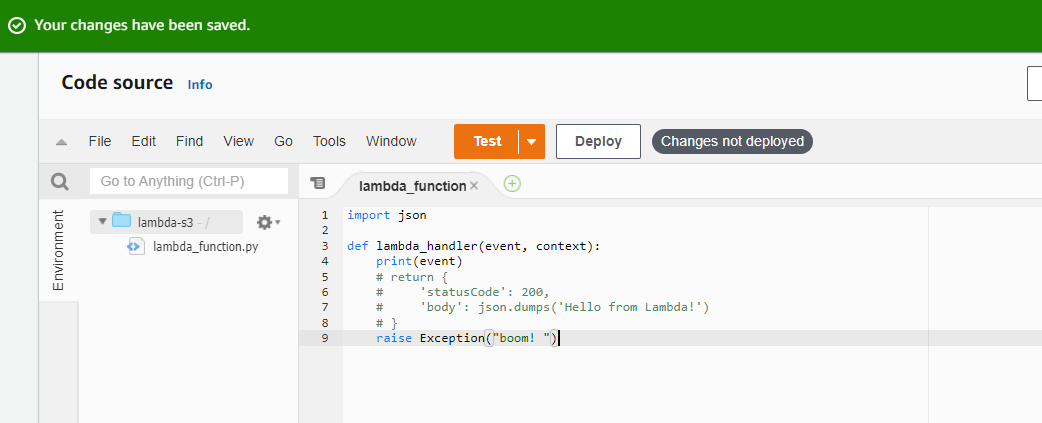 Your changes have been saved.
Code source Info
File Edit Find View Go Tools Window Test Deploy Changes not deployed
Go to Anything (Ctrl-P)
lambda_function
Environment
lambda-s3 - /
lambda_function.py
1 import json
2
3 def lambda_handler(event, context):
4     print(event)
5     # return {
6     #     'statusCode': 200,
7     #     'body': json.dumps('Hello from Lambda!')
8     # }
9     raise Exception("boom! ")